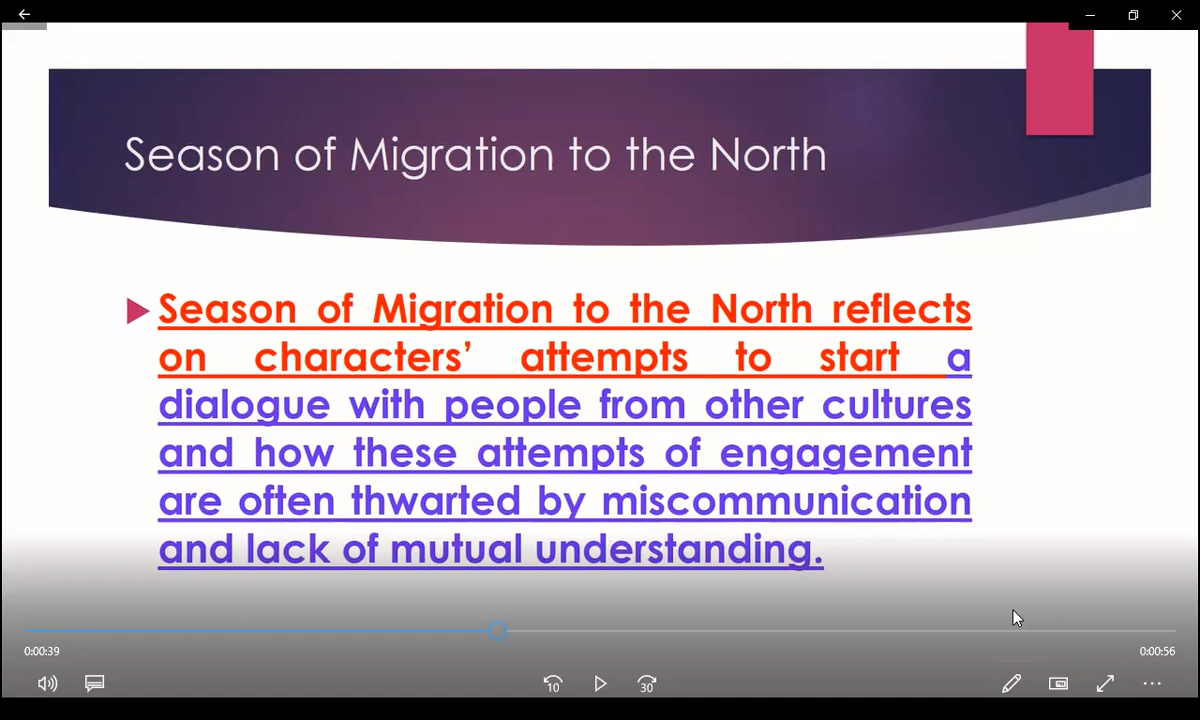 Season of Migration to the North
Season of Migration to the North reflects
on characters’ attempts to start a
dialogue with people from other cultures
and how these attempts of engagement
are often thwarted by miscommunication
and lack of mutual understanding.
0:00:39
0:00:56
10
30